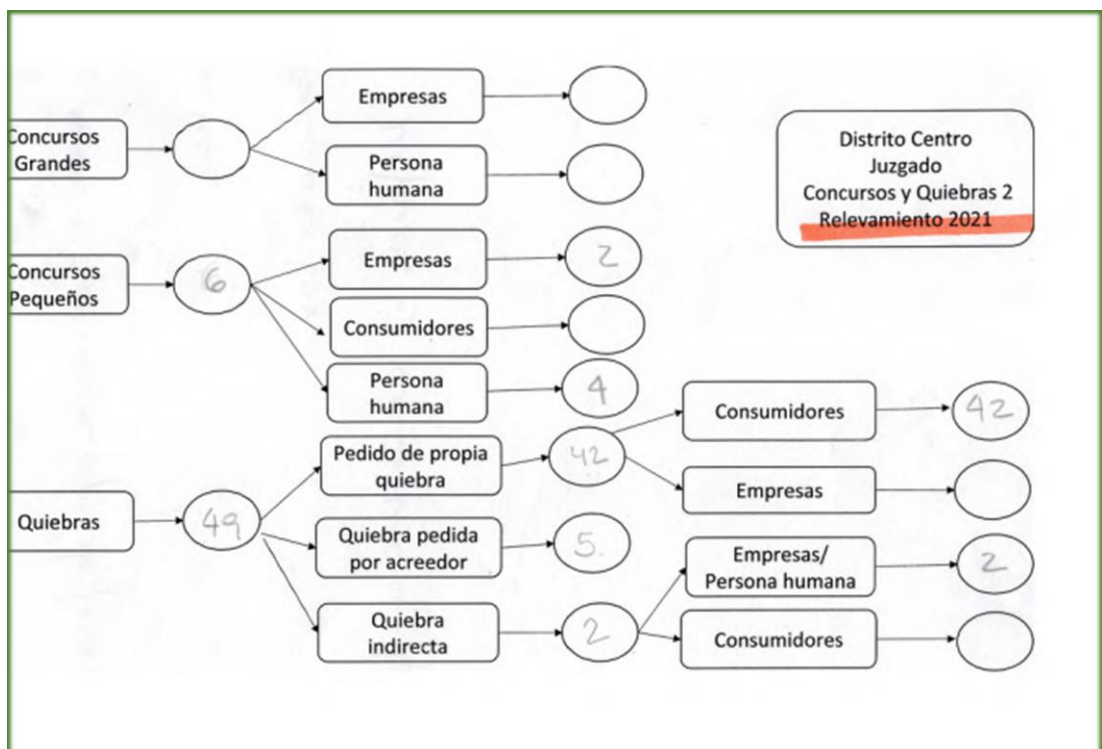 Empresas
Concursos
Grandes
Persona
humana
Distrito Centro
Juzgado
Concursos y Quiebras 2
Relevamiento 2021
Concursos
Pequeños
6
Empresas
2
Consumidores
Persona
humana
4
Quiebras
49
Pedido de propia
quiebra
42
Consumidores
42
Empresas
Quiebra pedida
por acreedor
5.
Quiebra
indirecta
2
Empresas/
Persona humana
2
Consumidores